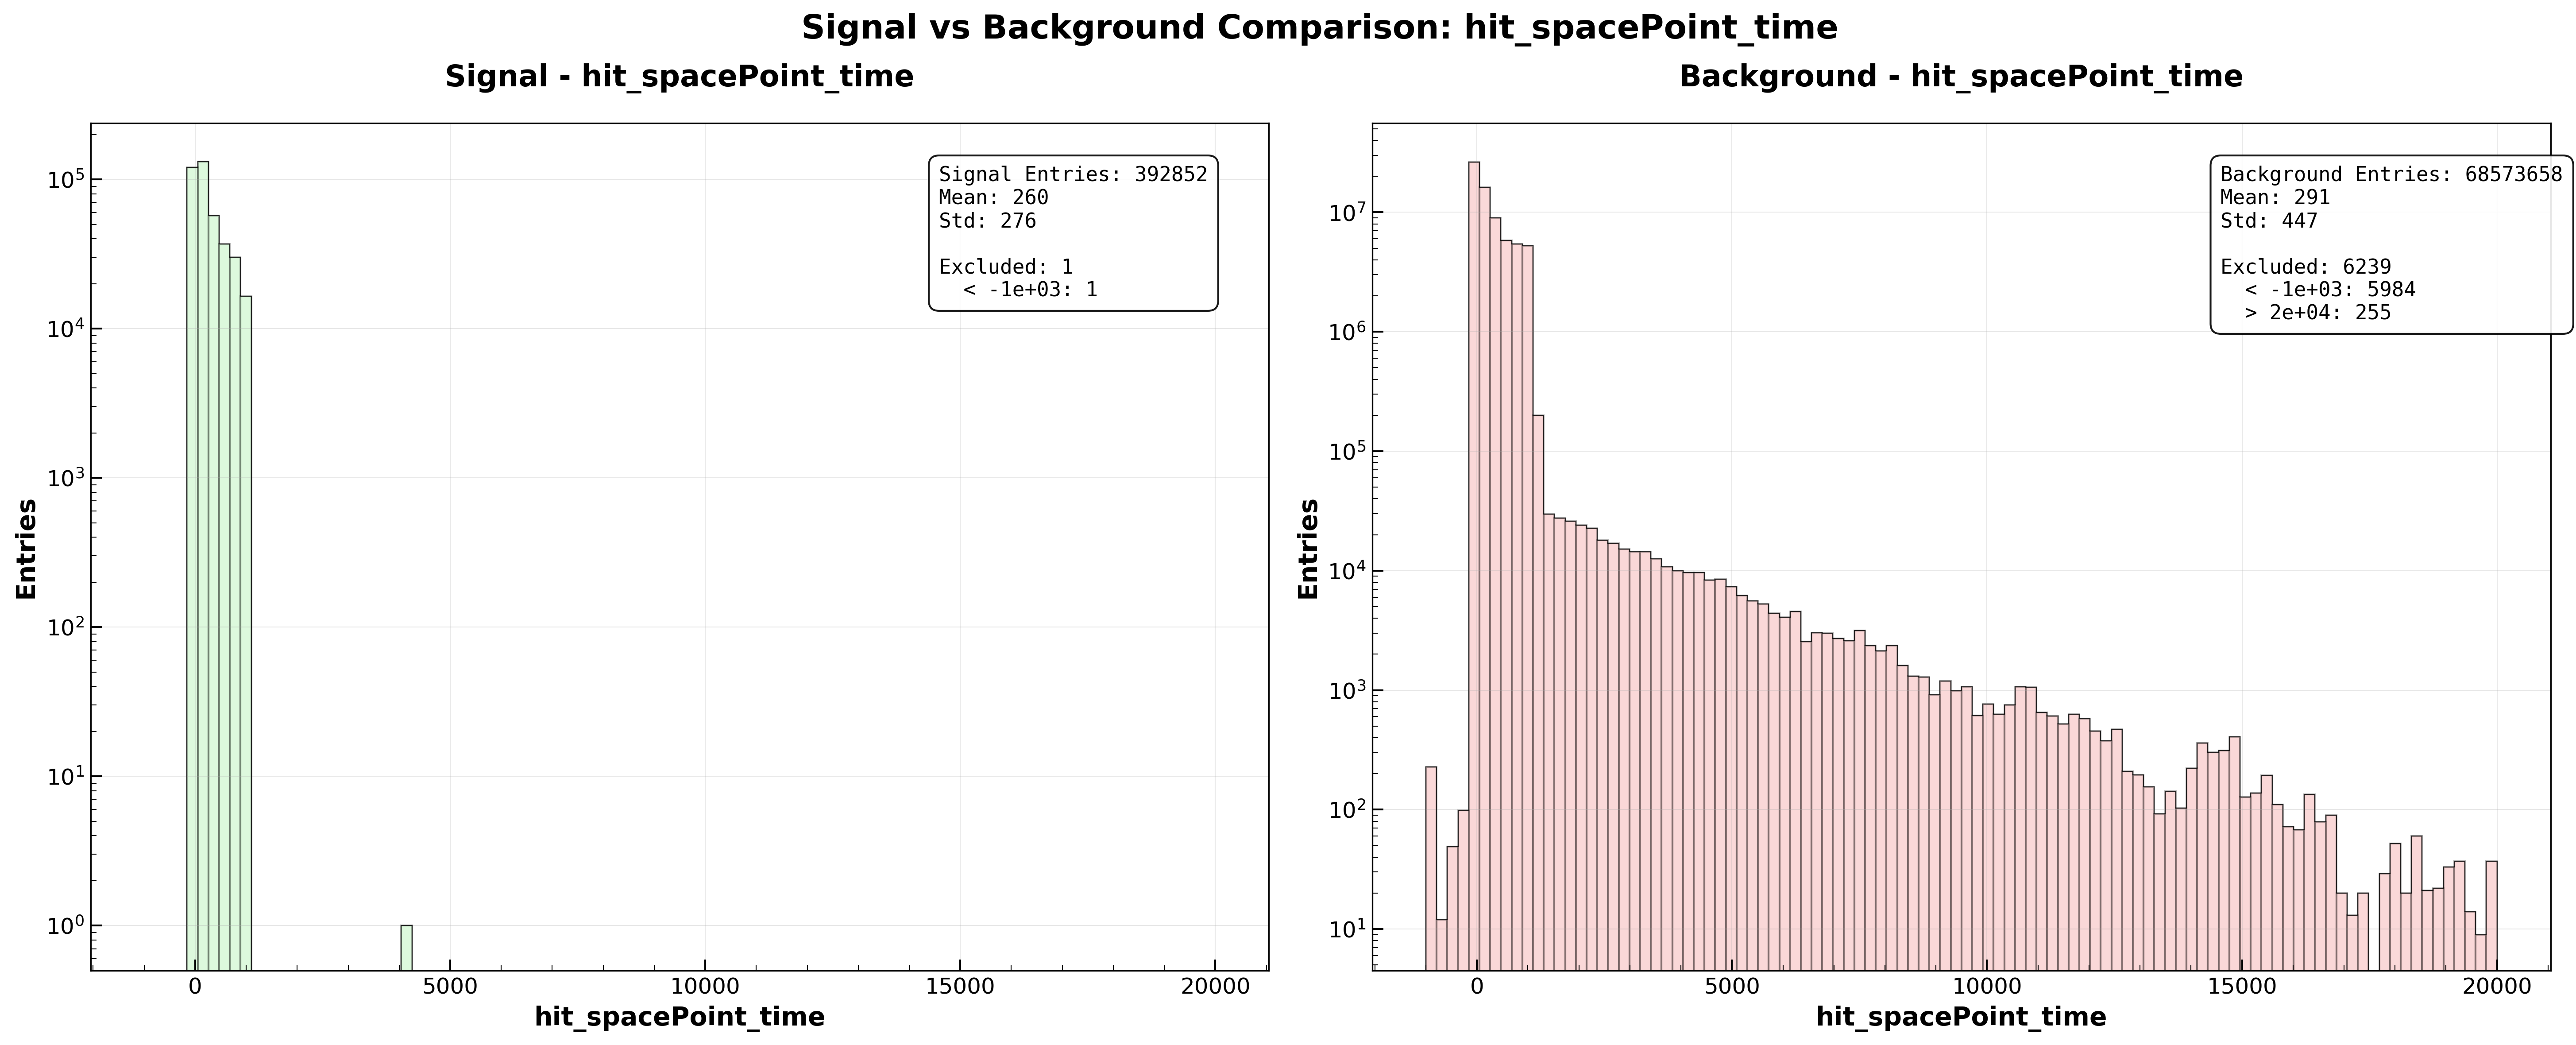 Signal vs Background Comparison: hit_spacePoint_time
Signal - hit_spacePoint_time
Signal Entries: 392852
Mean: 260
Std: 276
Excluded: 1
< -1e+03: 1
Entries
10^5
10^4
10^3
10^2
10^1
10^0
0 5000 10000 15000 20000
hit_spacePoint_time
Background - hit_spacePoint_time
Background Entries: 68573658
Mean: 291
Std: 447
Excluded: 6239
< -1e+03: 5984
> 2e+04: 255
Entries
10^7
10^6
10^5
10^4
10^3
10^2
10^1
0 5000 10000 15000 20000
hit_spacePoint_time